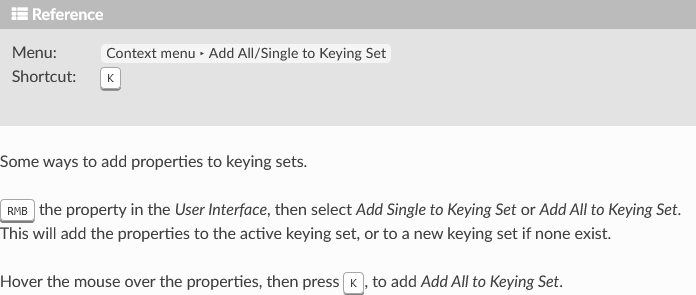 Reference
Menu: Context menu ‣ Add All/Single to Keying Set
Shortcut: K
Some ways to add properties to keying sets.
RMB the property in the User Interface, then select Add Single to Keying Set or Add All to Keying Set.
This will add the properties to the active keying set, or to a new keying set if none exist.
Hover the mouse over the properties, then press K, to add Add All to Keying Set.